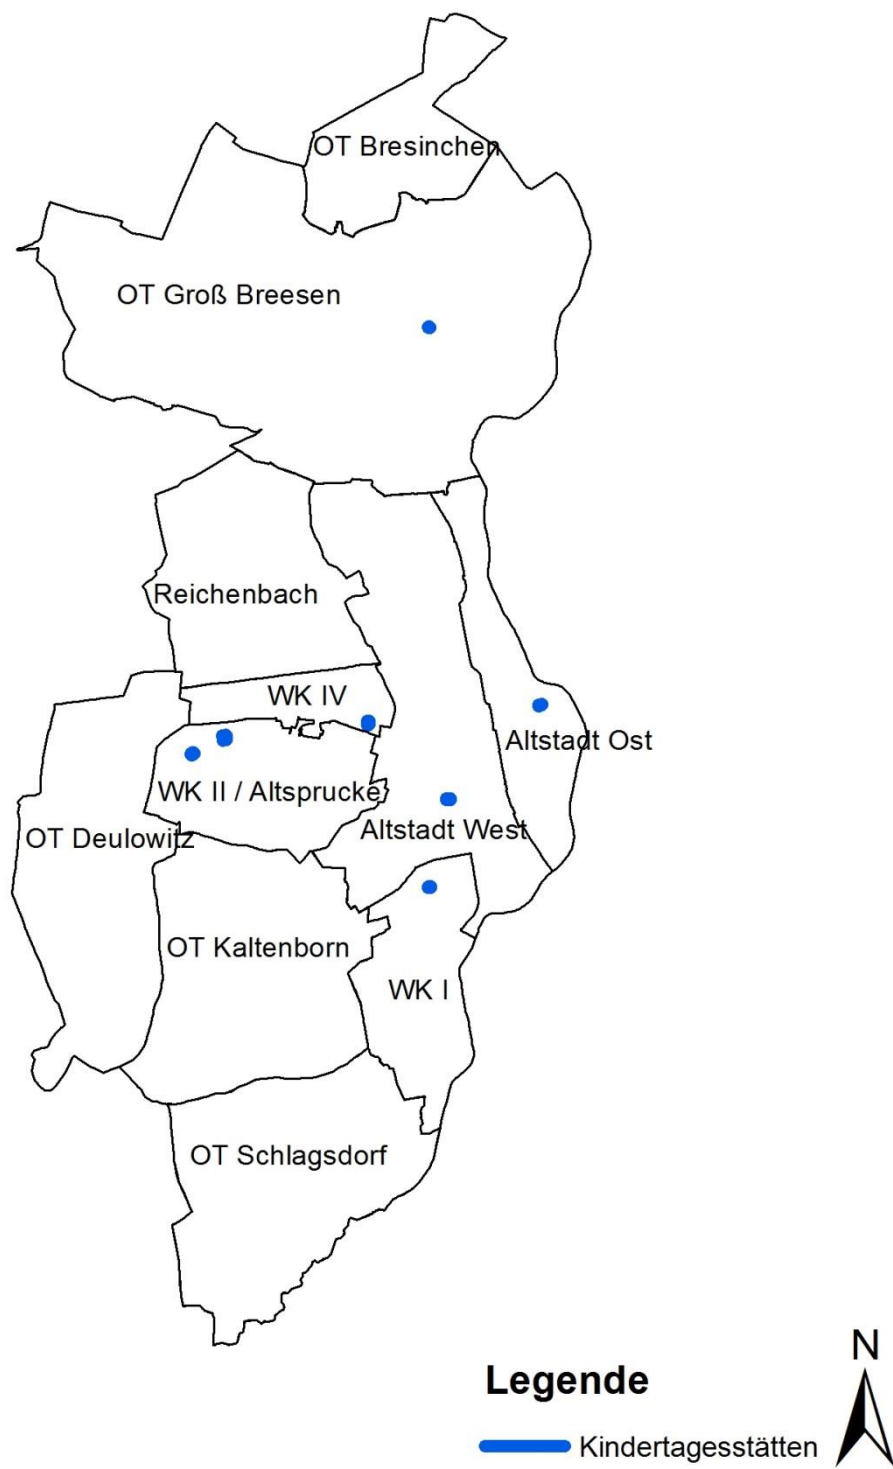 OT Bresinchen
OT Groß Breesen
Reichenbach
WK IV
Altstadt Ost
WK II / Altsprucke
Altstadt West
OT Deulowitz
OT Kaltenborn
WK I
OT Schlagsdorf
N
Legende
Kindertagesstätten